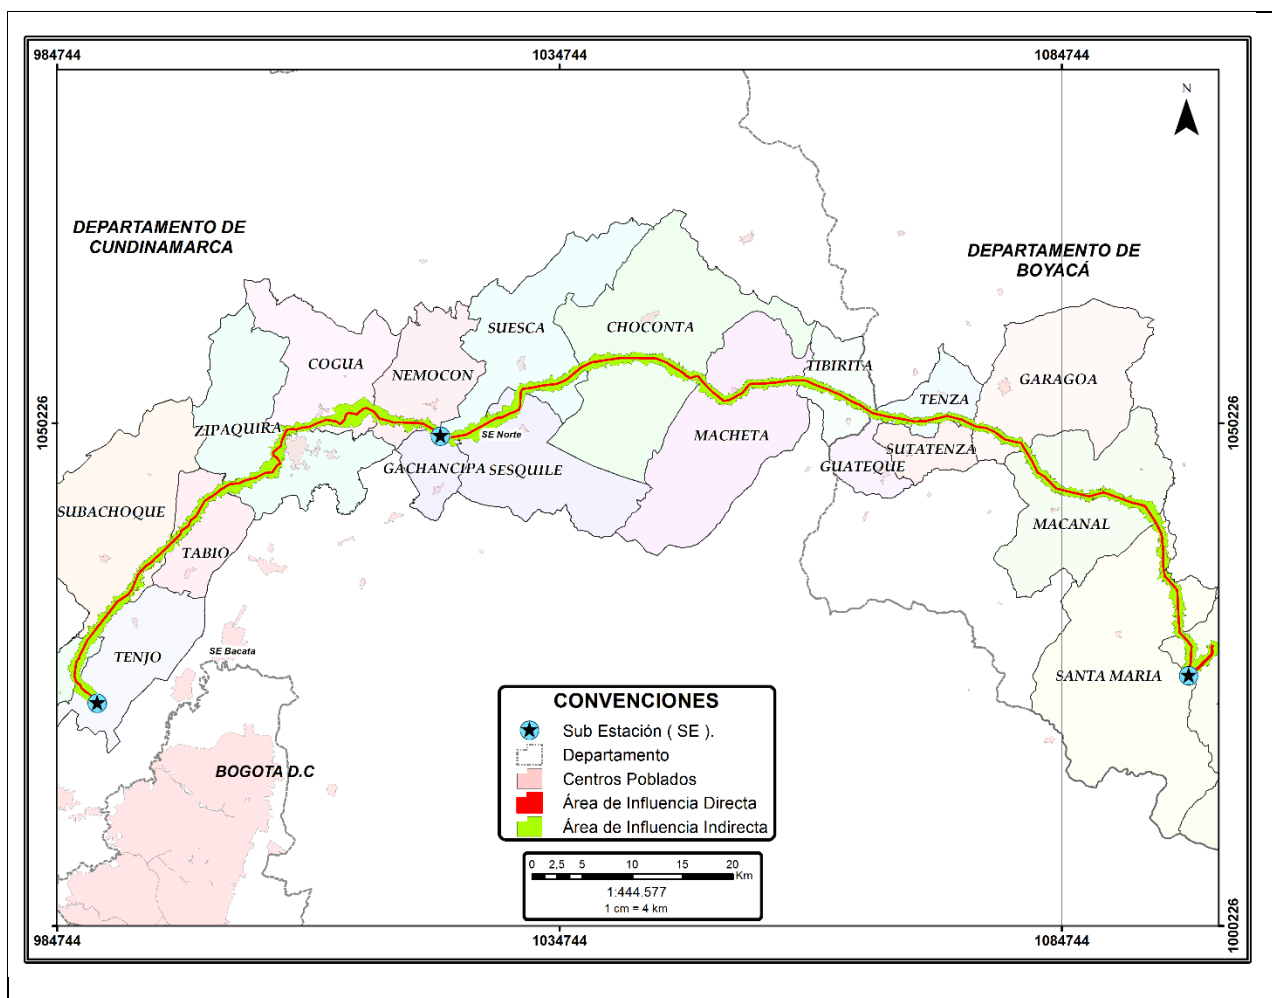 984744
1034744
1084744
N
DEPARTAMENTO DE
CUNDINAMARCA
DEPARTAMENTO DE
BOYACÁ
SUESCA
CHOCONTA
COGUA
NEMOCON
TIBIRITA
GARAGOA
TENZA
1050226
1050226
ZIPAQUIRA
SE Norte
MACHETA
SUTATENZA
GUATEQUE
GACHANCIPA
SESQUILE
SUBACHOQUE
MACANAL
TABIO
SE Bacata
TENJO
SANTA MARIA
BOGOTA D.C
CONVENCIONES
Sub Estación ( SE ).
Departamento
Centros Poblados
Área de Influencia Directa
Área de Influencia Indirecta
0 2,5 5 10 15 20
Km
1:444.577
1 cm = 4 km
1000226
984744
1034744
1084744